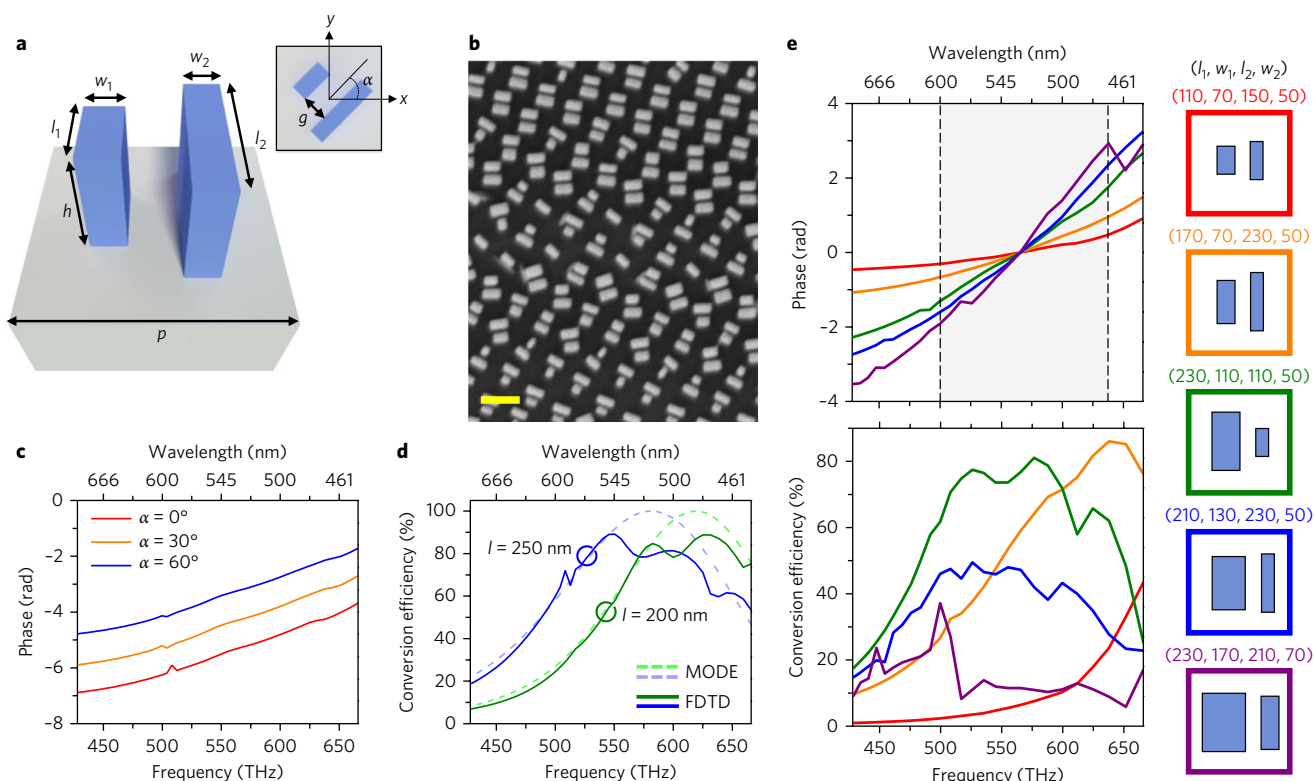 a
w1
w2
l1
l2
h
p
y
x
α
g
b
c
Wavelength (nm)
666 600 545 500 461
Phase (rad)
0
−2
−4
−6
−8
α = 0°
α = 30°
α = 60°
450 500 550 600 650
Frequency (THz)
d
Wavelength (nm)
666 600 545 500 461
Conversion efficiency (%)
100
80
60
40
20
0
l = 250 nm
l = 200 nm
MODE
FDTD
450 500 550 600 650
Frequency (THz)
e
Wavelength (nm)
666 600 545 500 461
Phase (rad)
4
2
0
−2
−4
Conversion efficiency (%)
80
60
40
20
0
450 500 550 600 650
Frequency (THz)
(l1, w1, l2, w2)
(110, 70, 150, 50)
(170, 70, 230, 50)
(230, 110, 110, 50)
(210, 130, 230, 50)
(230, 170, 210, 70)